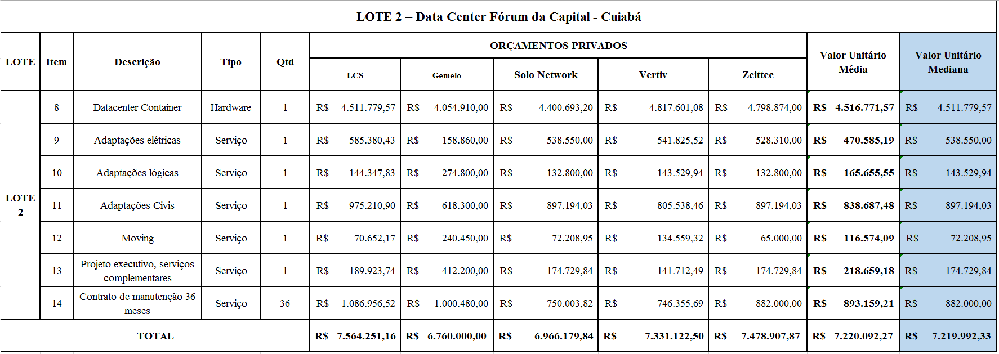 LOTE 2 – Data Center Fórum da Capital - Cuiabá
LOTE Item Descrição Tipo Qtd ORÇAMENTOS PRIVADOS Valor Unitário Média Valor Unitário Mediana
LCS Gemelo Solo Network Vertiv Zeittec
LOTE 2
8 Datacenter Container Hardware 1 R$ 4.511.779,57 R$ 4.054.910,00 R$ 4.400.693,20 R$ 4.817.601,08 R$ 4.798.874,00 R$ 4.516.771,57 R$ 4.511.779,57
9 Adaptações elétricas Serviço 1 R$ 585.380,43 R$ 158.860,00 R$ 538.550,00 R$ 541.825,52 R$ 528.310,00 R$ 470.585,19 R$ 538.550,00
10 Adaptações lógicas Serviço 1 R$ 144.347,83 R$ 274.800,00 R$ 132.800,00 R$ 143.529,94 R$ 132.800,00 R$ 165.655,55 R$ 143.529,94
11 Adaptações Civis Serviço 1 R$ 975.210,90 R$ 618.300,00 R$ 897.194,03 R$ 805.538,46 R$ 897.194,03 R$ 838.687,48 R$ 897.194,03
12 Moving Serviço 1 R$ 70.652,17 R$ 240.450,00 R$ 72.208,95 R$ 134.559,32 R$ 65.000,00 R$ 116.574,09 R$ 72.208,95
13 Projeto executivo, serviços complementares Serviço 1 R$ 189.923,74 R$ 412.200,00 R$ 174.729,84 R$ 141.712,49 R$ 174.729,84 R$ 218.659,18 R$ 174.729,84
14 Contrato de manutenção 36 meses Serviço 36 R$ 1.086.956,52 R$ 1.000.480,00 R$ 750.003,82 R$ 746.355,69 R$ 882.000,00 R$ 893.159,21 R$ 882.000,00
TOTAL R$ 7.564.251,16 R$ 6.760.000,00 R$ 6.966.179,84 R$ 7.331.122,50 R$ 7.478.907,87 R$ 7.220.092,27 R$ 7.219.992,33